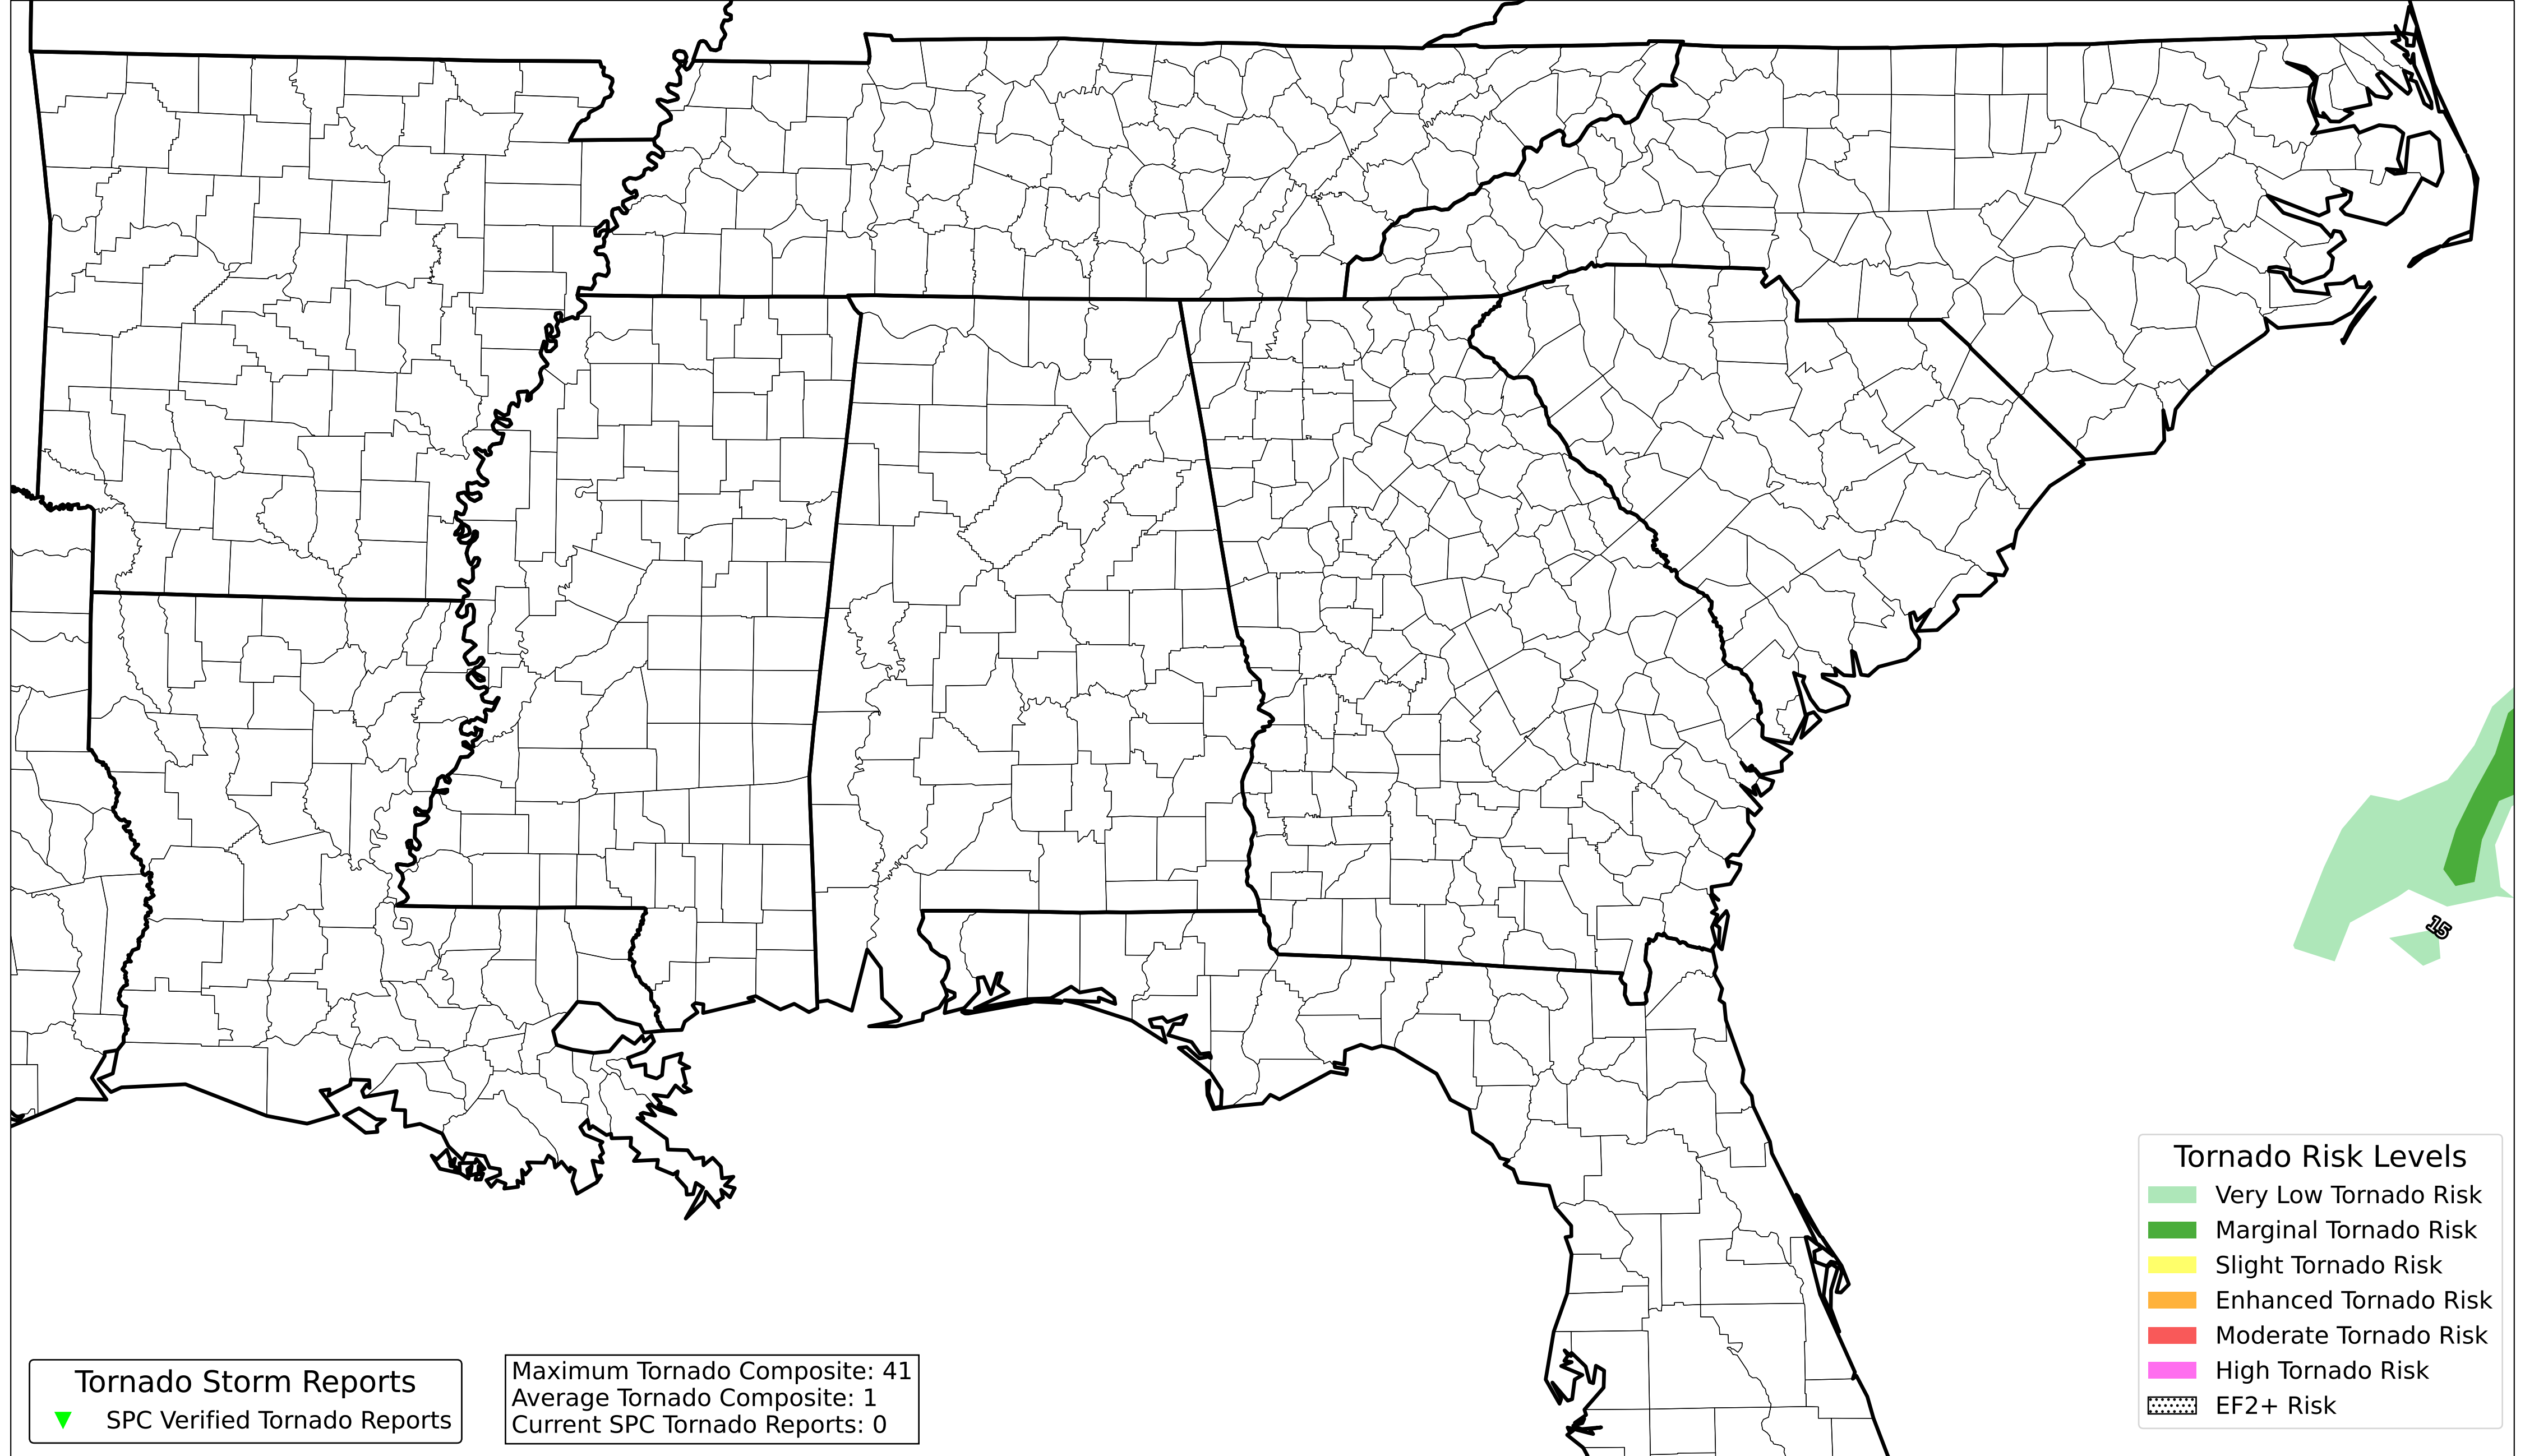 15
Tornado Risk Levels
Very Low Tornado Risk
Marginal Tornado Risk
Slight Tornado Risk
Enhanced Tornado Risk
Moderate Tornado Risk
High Tornado Risk
EF2+ Risk
Tornado Storm Reports
SPC Verified Tornado Reports
Maximum Tornado Composite: 41
Average Tornado Composite: 1
Current SPC Tornado Reports: 0